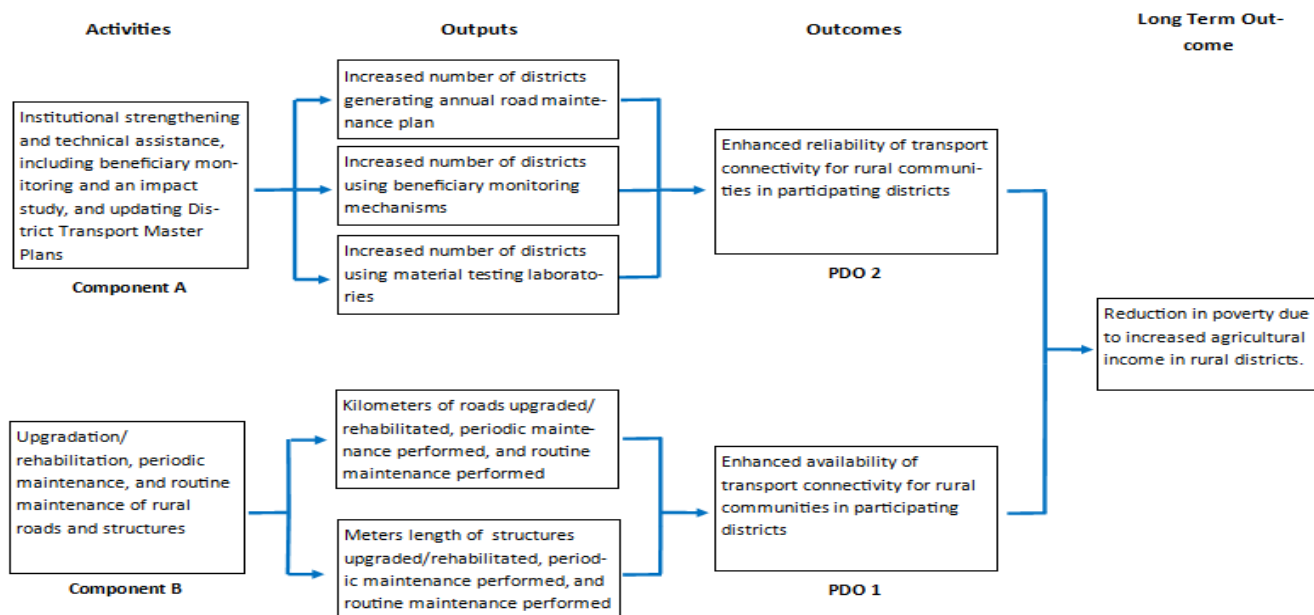 Activities
Outputs
Outcomes
Long Term Out-
come
Institutional strengthening
and technical assistance,
including beneficiary mon-
itoring and an impact
study, and updating Dis-
trict Transport Master
Plans
Component A
Increased number of districts
generating annual road mainte-
nance plan
Increased number of districts
using beneficiary monitoring
mechanisms
Increased number of districts
using material testing laborato-
ries
Enhanced reliability of transport
connectivity for rural communi-
ties in participating districts
PDO 2
Reduction in poverty due
to increased agricultural
income in rural districts.
Upgradation/
rehabilitation, periodic
maintenance, and routine
maintenance of rural
roads and structures
Component B
Kilometers of roads upgraded/
rehabilitated, periodic mainte-
nance performed, and routine
maintenance performed
Meters length of structures
upgraded/rehabilitated, period-
ic maintenance performed, and
routine maintenance performed
Enhanced availability of
transport connectivity for rural
communities in participating
districts
PDO 1